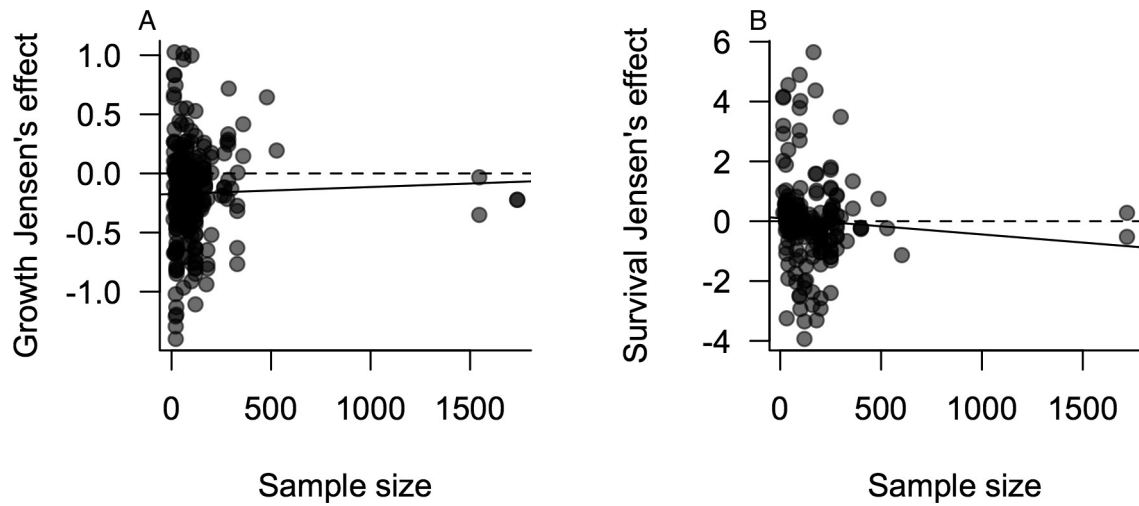 A
Growth Jensen's effect
1.0
0.5
0.0
-0.5
-1.0
0 500 1000 1500
Sample size
B
Survival Jensen's effect
6
4
2
0
-2
-4
0 500 1000 1500
Sample size